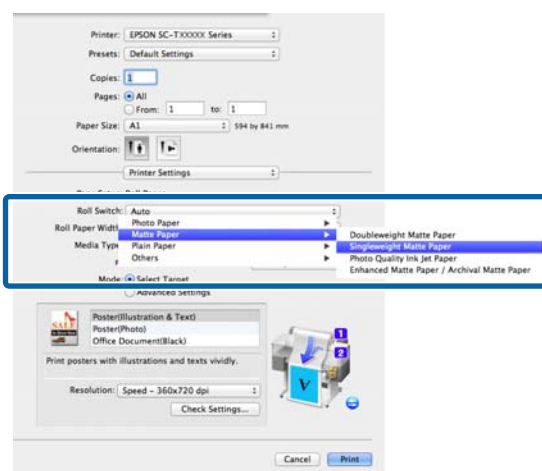 Printer: EPSON SC-TXXXXX Series
Presets: Default Settings
Copies: 1
Pages: All
From: 1 to: 1
Paper Size: A1 594 by 841 mm
Orientation:
Printer Settings
Roll Switch: Auto
Photo Paper
Roll Paper Width
Matte Paper
Doubleweight Matte Paper
Media Type
Plain Paper
Singleweight Matte Paper
Others
Photo Quality Ink Jet Paper
Enhanced Matte Paper / Archival Matte Paper
Mode: Select Target
Advanced Settings
SALE
Poster(Illustration & Text)
Poster(Photo)
Office Document(Black)
1
2
A
Print posters with illustrations and texts vividly.
Resolution: Speed - 360x720 dpi
Check Settings...
Cancel Print